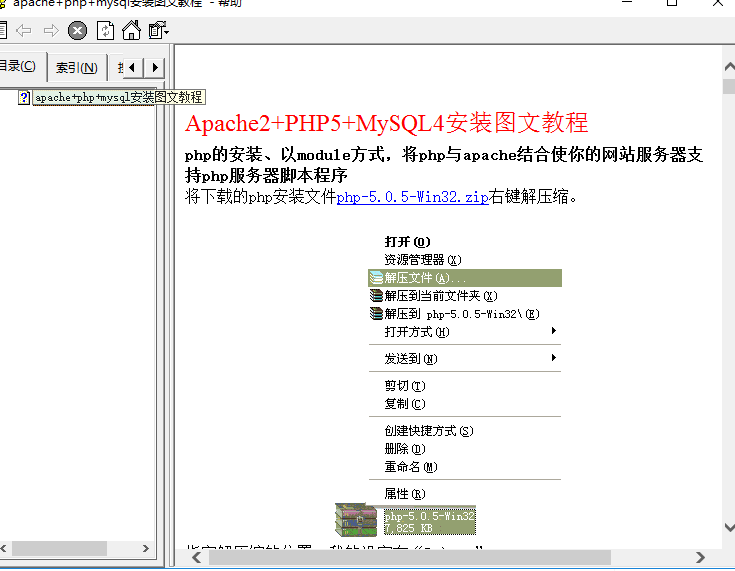 apache+php+mysql安装图文教程 - 帮助
目录(C)
索引(N)
apache+php+mysql安装图文教程
Apache2+PHP5+MySQL4安装图文教程
php的安装、以module方式，将php与apache结合使你的网站服务器支
持php服务器脚本程序
将下载的php安装文件php-5.0.5-Win32.zip右键解压缩。
打开(O)
资源管理器(X)
解压文件(A)...
解压到当前文件夹(X)
解压到 php-5.0.5-Win32\(E)
打开方式(H)
发送到(N)
剪切(T)
复制(C)
创建快捷方式(S)
删除(D)
重命名(M)
属性(R)
php-5.0.5-Win32
7,825 KB